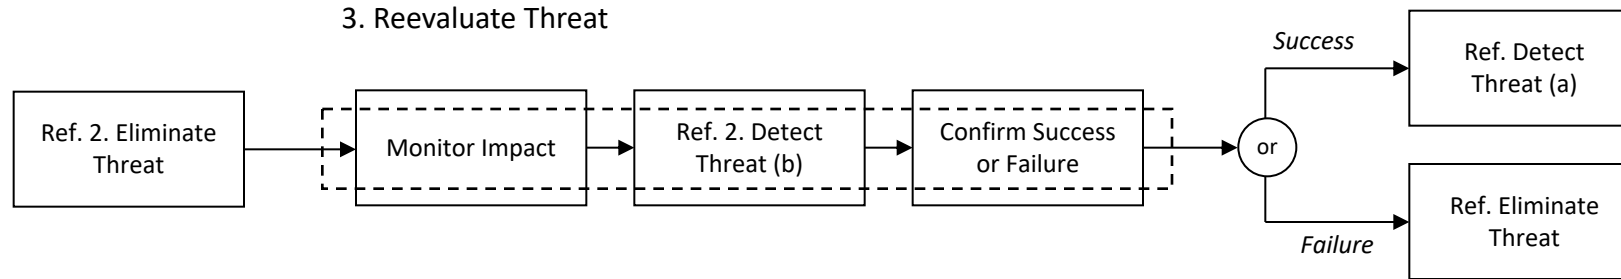 3. Reevaluate Threat
Ref. 2. Eliminate
Threat
Monitor Impact
Ref. 2. Detect
Threat (b)
Confirm Success
or Failure
or
Success
Ref. Detect
Threat (a)
Failure
Ref. Eliminate
Threat